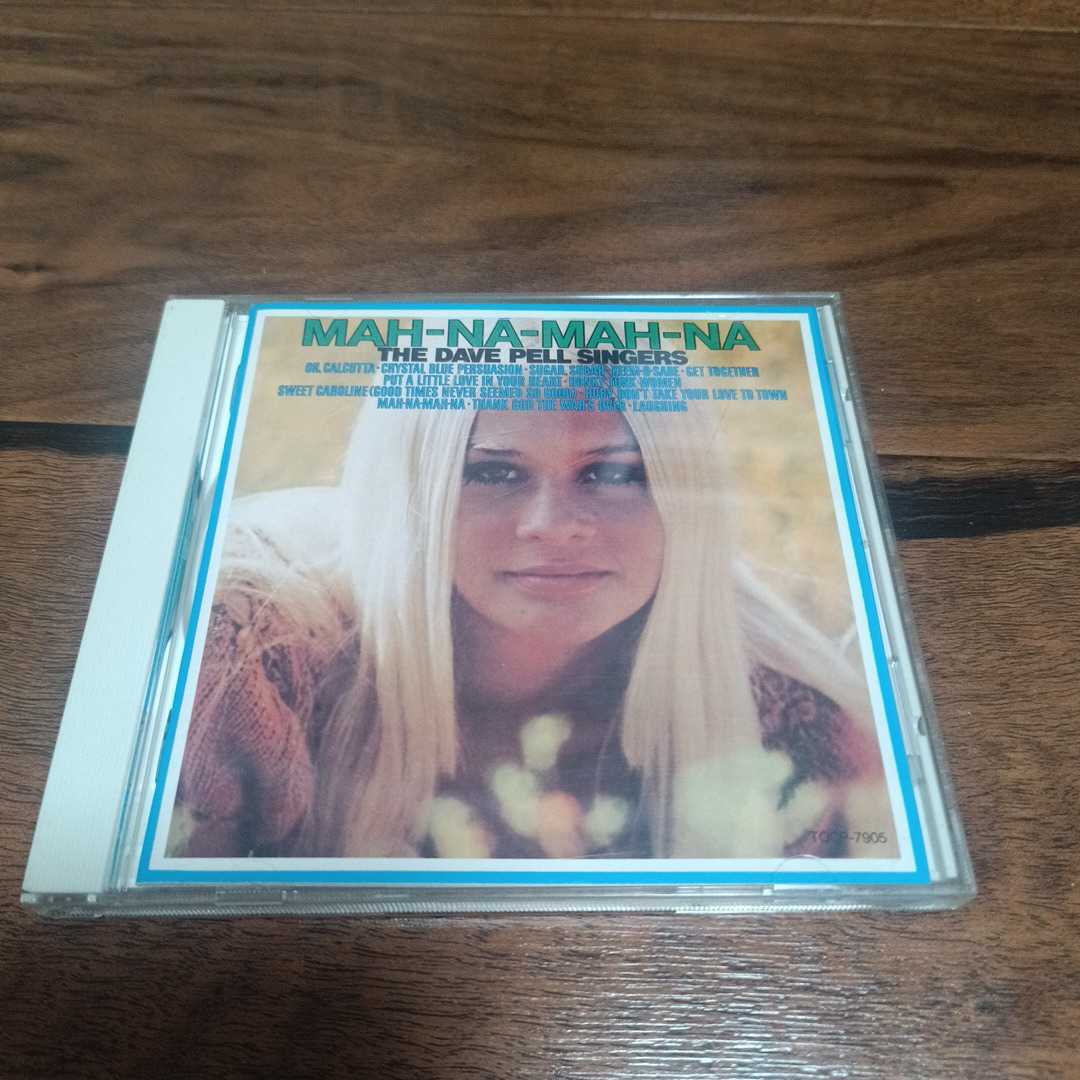 MAH-NA-MAH-NA
THE DAVE PELL SINGERS
OH, CALCUTTA · CRYSTAL BLUE PERSUASION · SUGAR, SUGAR · DEEM-B-SABE · GET TOGETHER
PUT A LITTLE LOVE IN YOUR HEART · HONKY TONK WOMEN
SWEET CAROLINE (GOOD TIMES NEVER SEEMED SO GOOD) · RUBY, DON'T TAKE YOUR LOVE TO TOWN
MAH-NA-MAH-NA · THANK GOD THE WAR'S OVER · LAUGHING
TOCP-7905